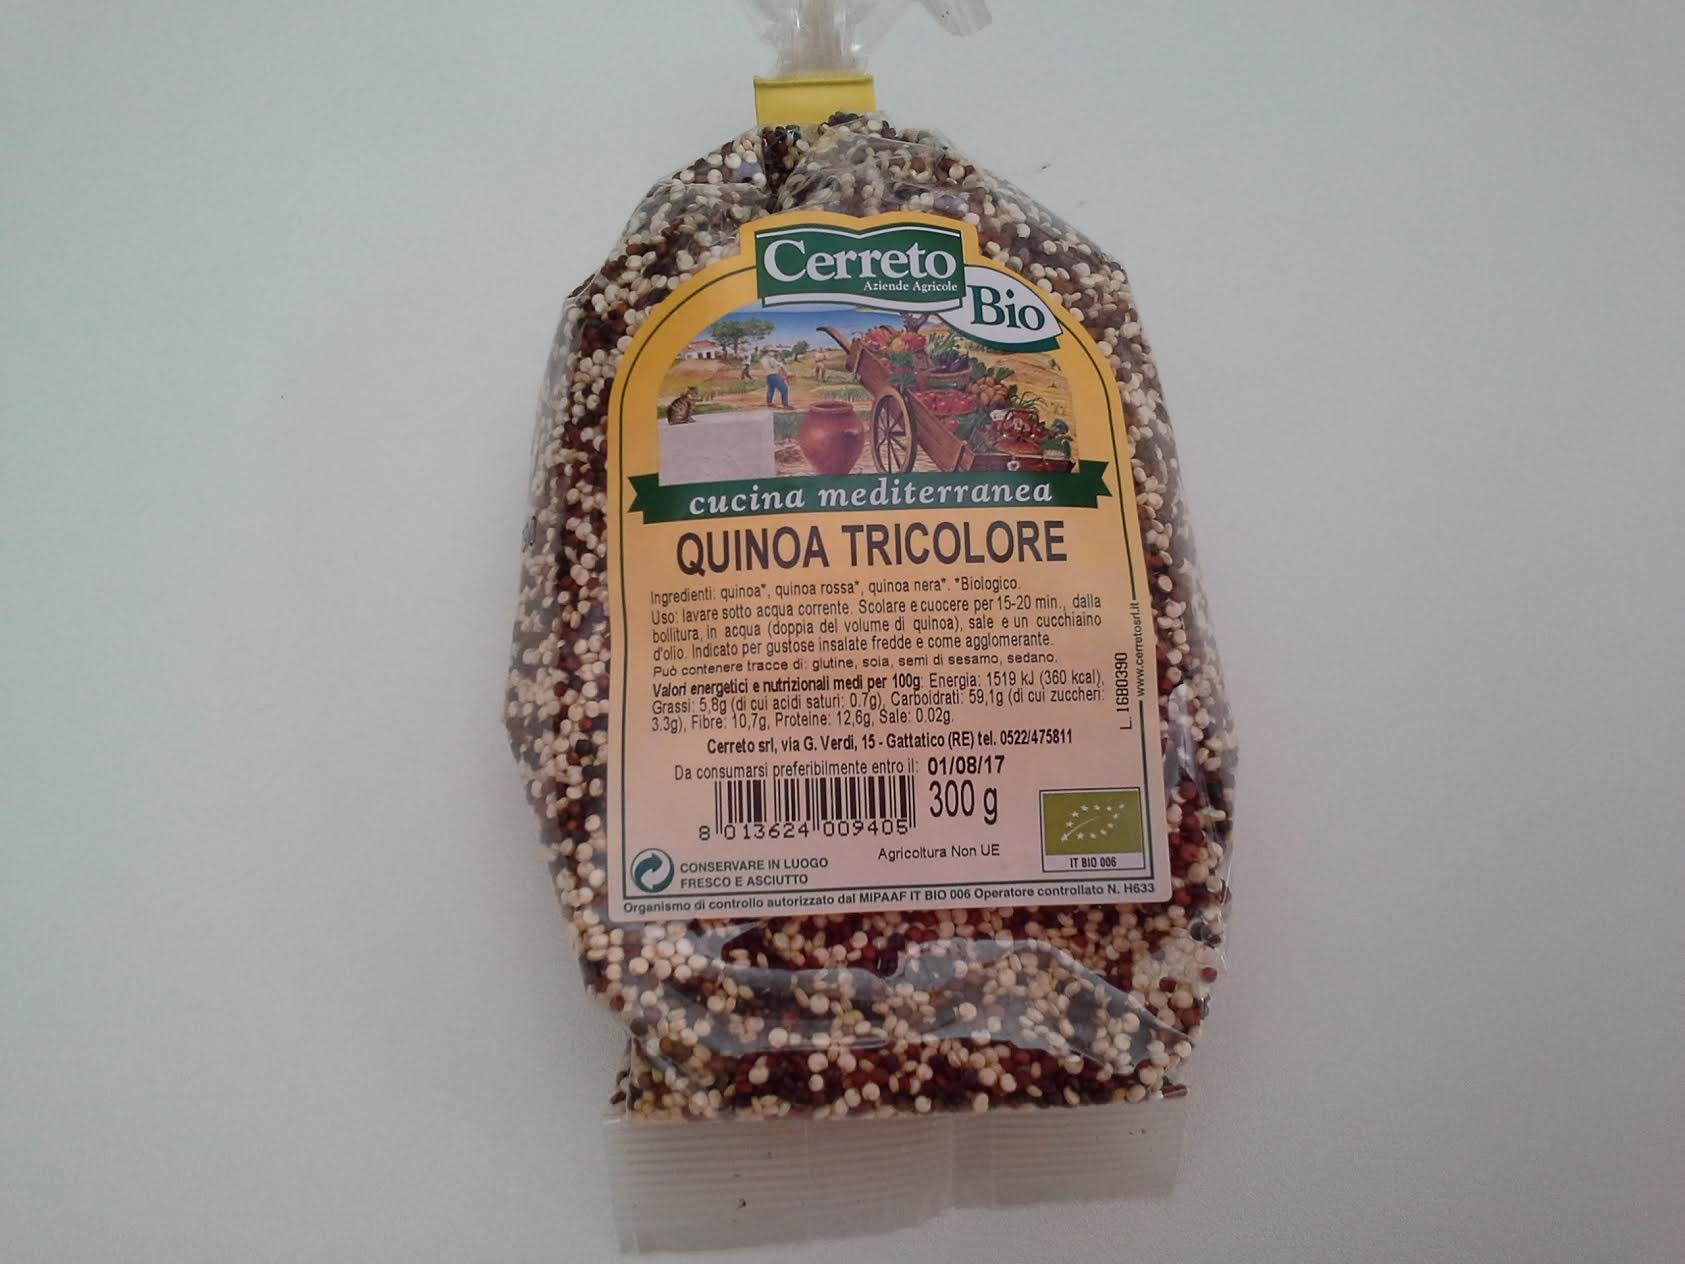 Cerreto
Aziende Agricole
Bio
cucina mediterranea
QUINOA TRICOLORE
Ingredienti: quinoa*, quinoa rossa*, quinoa nera*. *Biologico.
Uso: lavare sotto acqua corrente. Scolare e cuocere per 15-20 min., dalla
bollitura, in acqua (doppia del volume di quinoa), sale e un cucchiaino
d'olio. Indicato per gustose insalate fredde e come agglomerante.
Può contenere tracce di: glutine, soia, semi di sesamo, sedano.
Valori energetici e nutrizionali medi per 100g: Energia: 1519 kJ (360 kcal),
Grassi: 5,8g (di cui acidi saturi: 0.7g), Carboidrati: 59,1g (di cui zuccheri:
3.3g), Fibre: 10,7g, Proteine: 12,6g, Sale: 0.02g.
Cerreto srl, via G. Verdi, 15 - Gattatico (RE) tel. 0522/475811
Da consumarsi preferibilmente entro il: 01/08/17
300 g
8 013624 009405
Agricoltura Non UE
IT BIO 006
CONSERVARE IN LUOGO
FRESCO E ASCIUTTO
Organismo di controllo autorizzato dal MIPAAF IT BIO 006 Operatore controllato N. H633
L. 1680390
www.cerretosrl.it